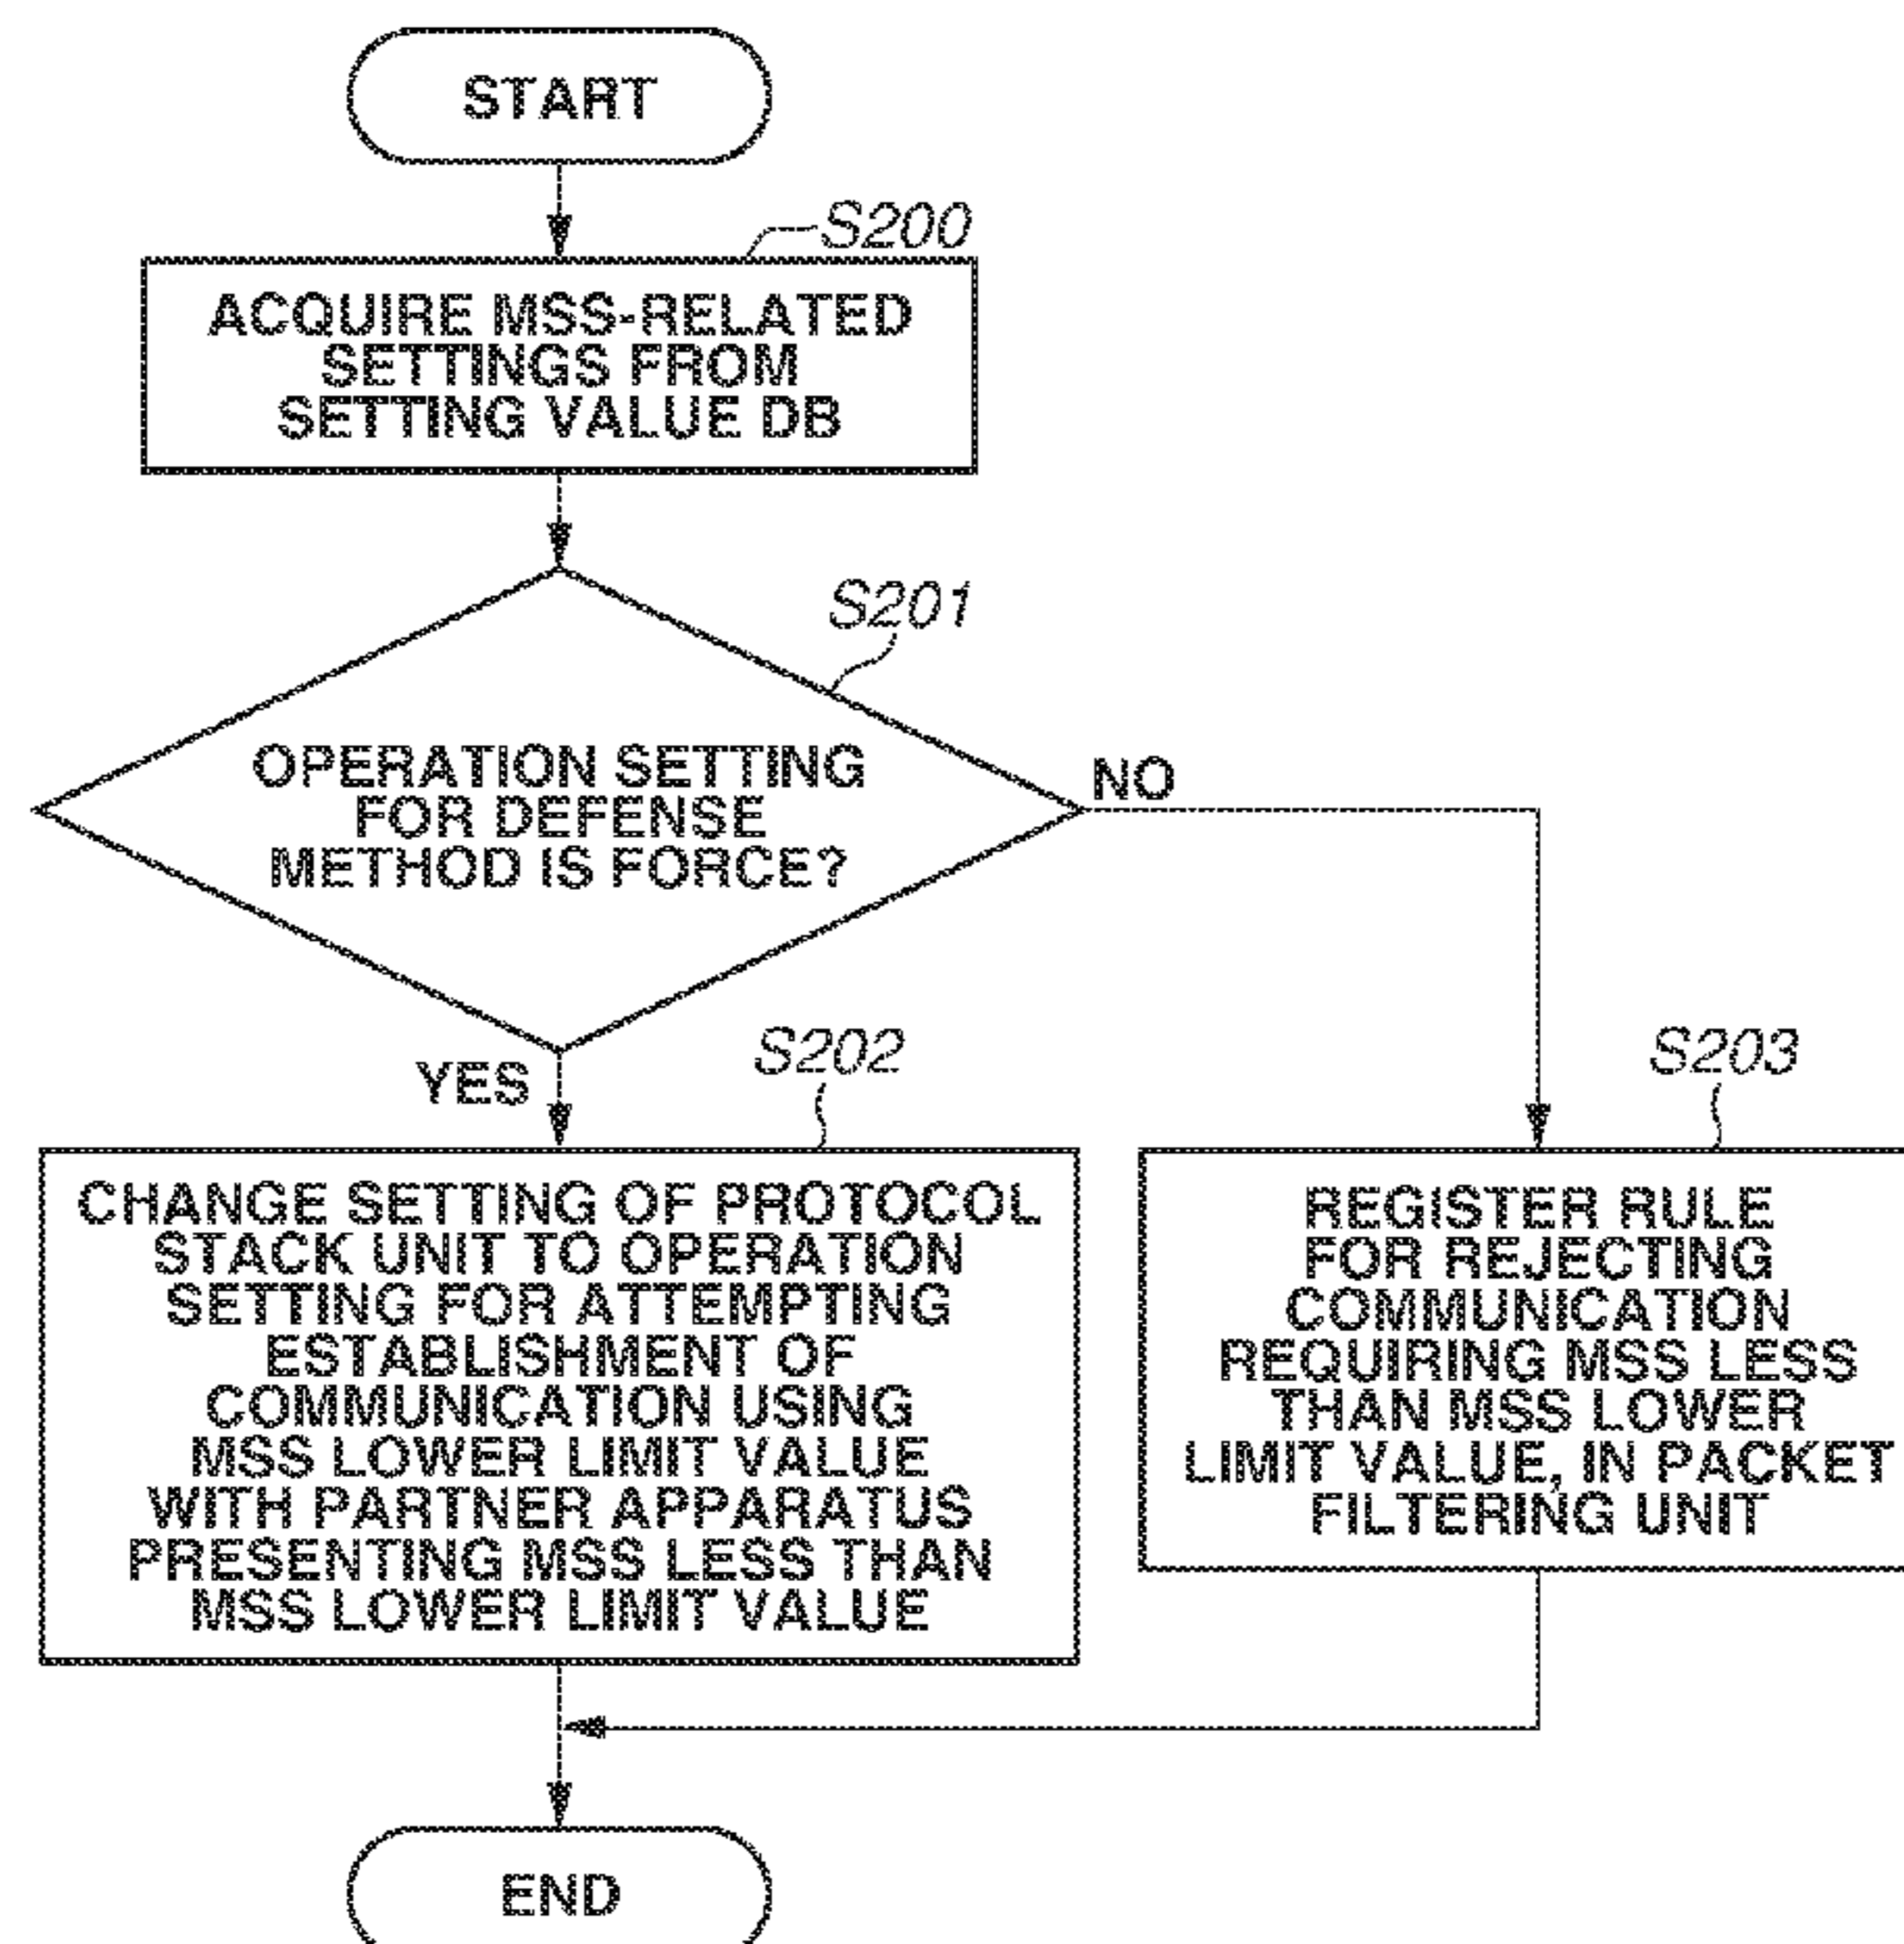 START
S200
ACQUIRE MSS-RELATED
SETTINGS FROM
SETTING VALUE DB
S201
OPERATION SETTING
FOR DEFENSE
METHOD IS FORCE?
NO
YES
S202
CHANGE SETTING OF PROTOCOL
STACK UNIT TO OPERATION
SETTING FOR ATTEMPTING
ESTABLISHMENT OF
COMMUNICATION USING
MSS LOWER LIMIT VALUE
WITH PARTNER APPARATUS
PRESENTING MSS LESS THAN
MSS LOWER LIMIT VALUE
S203
REGISTER RULE
FOR REJECTING
COMMUNICATION
REQUIRING MSS LESS
THAN MSS LOWER
LIMIT VALUE, IN PACKET
FILTERING UNIT
END